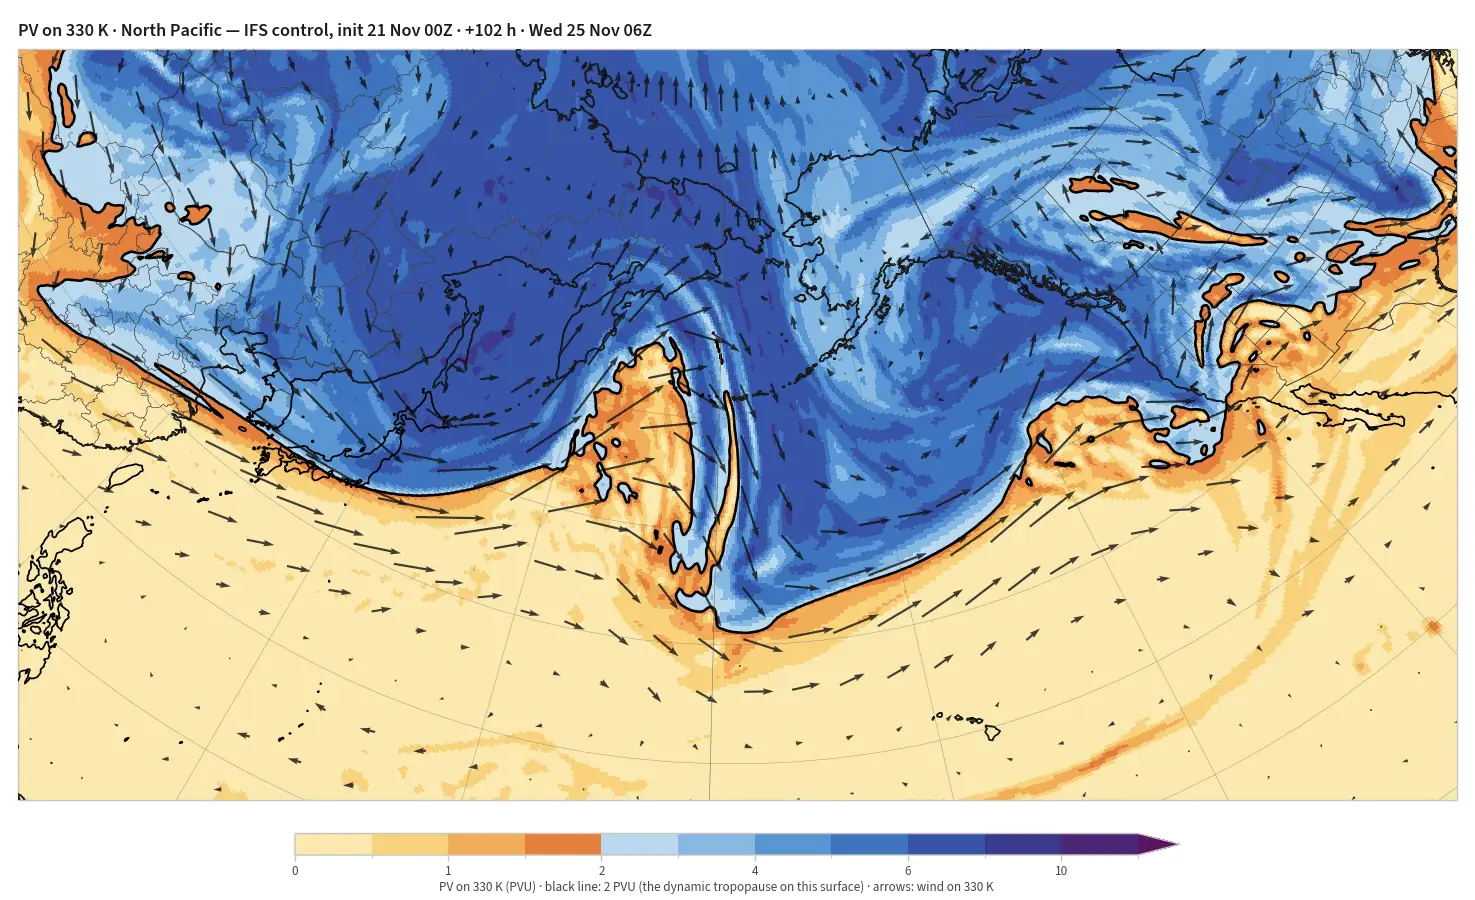 PV on 330 K · North Pacific — IFS control, init 21 Nov 00Z · +102 h · Wed 25 Nov 06Z
0 1 2 4 6 10
PV on 330 K (PVU) · black line: 2 PVU (the dynamic tropopause on this surface) · arrows: wind on 330 K